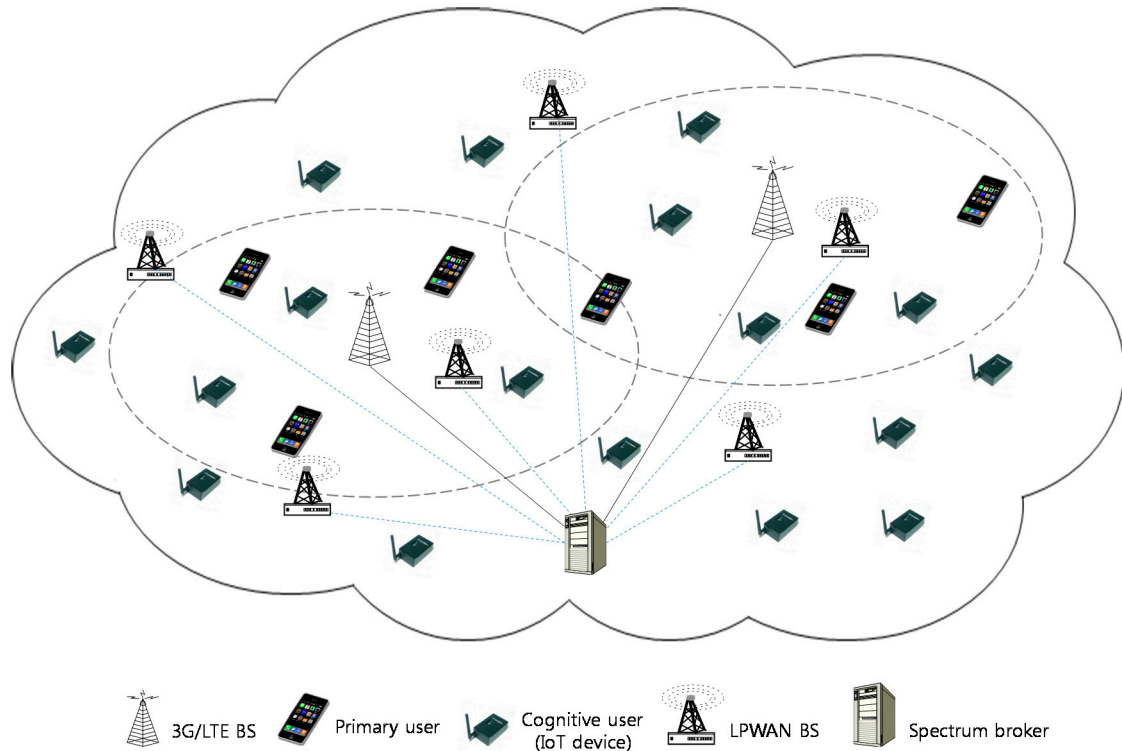 3G/LTE BS
Primary user
Cognitive user
(IoT device)
LPWAN BS
Spectrum broker